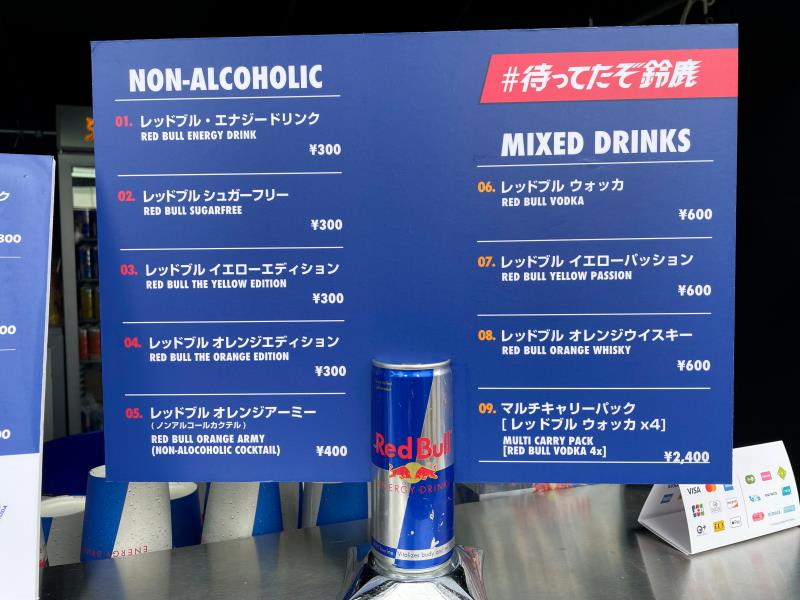 NON-ALCOHOLIC
01. レッドブル・エナジードリンク
RED BULL ENERGY DRINK
¥300
02. レッドブル シュガーフリー
RED BULL SUGARFREE
¥300
03. レッドブル イエローエディション
RED BULL THE YELLOW EDITION
¥300
04. レッドブル オレンジエディション
RED BULL THE ORANGE EDITION
¥300
05. レッドブル オレンジアーミー
(ノンアルコールカクテル)
RED BULL ORANGE ARMY
(NON-ALOCOHOLIC COCKTAIL)
¥400
#待ってたぞ鈴鹿
MIXED DRINKS
06. レッドブル ウォッカ
RED BULL VODKA
¥600
07. レッドブル イエローパッション
RED BULL YELLOW PASSION
¥600
08. レッドブル オレンジウイスキー
RED BULL ORANGE WHISKY
¥600
09. マルチキャリーパック
[ レッドブル ウォッカ x4]
MULTI CARRY PACK
[RED BULL VODKA 4x]
¥2,400
Red Bull
ENERGY DRINK
Vitalizes body and
ENERGY DRINK
VISA
VISA
JCB
iD
Pay